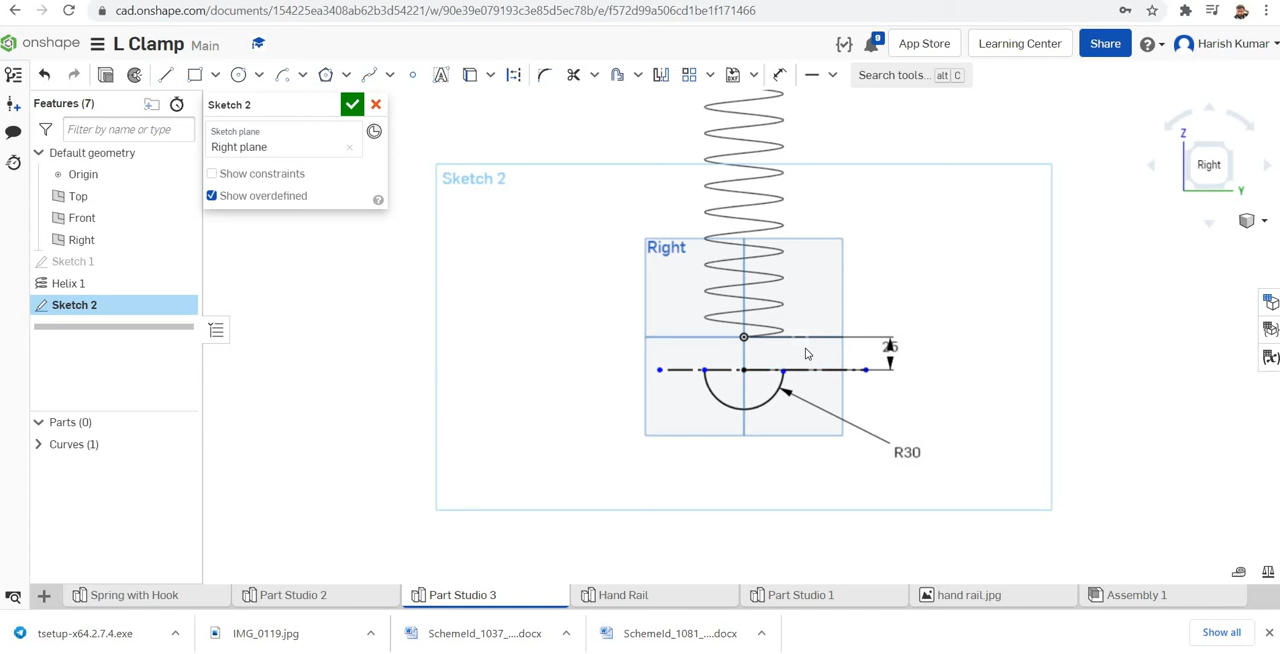 cad.onshape.com/documents/154225ea3408ab62b3d54221/w/90e39319c3e85d5ec78b/e/f572d99a506cd1be1f171466
onshape L Clamp Main 9 App Store Learning Center Share Harish Kumar
Search tools... alt C
Features (7)
Filter by name or type
Default geometry
Origin
Top
Front
Right
Sketch 1
Helix 1
Sketch 2
Parts (0)
Curves (1)
Sketch 2
Sketch plane
Right plane
Show constraints
Show overdefined
Sketch 2
Right
R30
Z
Right
Y
Spring with Hook Part Studio 2 Part Studio 3 Hand Rail Part Studio 1 hand rail.jpg Assembly 1
tsetup-x64.2.7.4.exe IMG_0119.jpg SchemeId_1037_....docx SchemeId_1081_....docx Show all